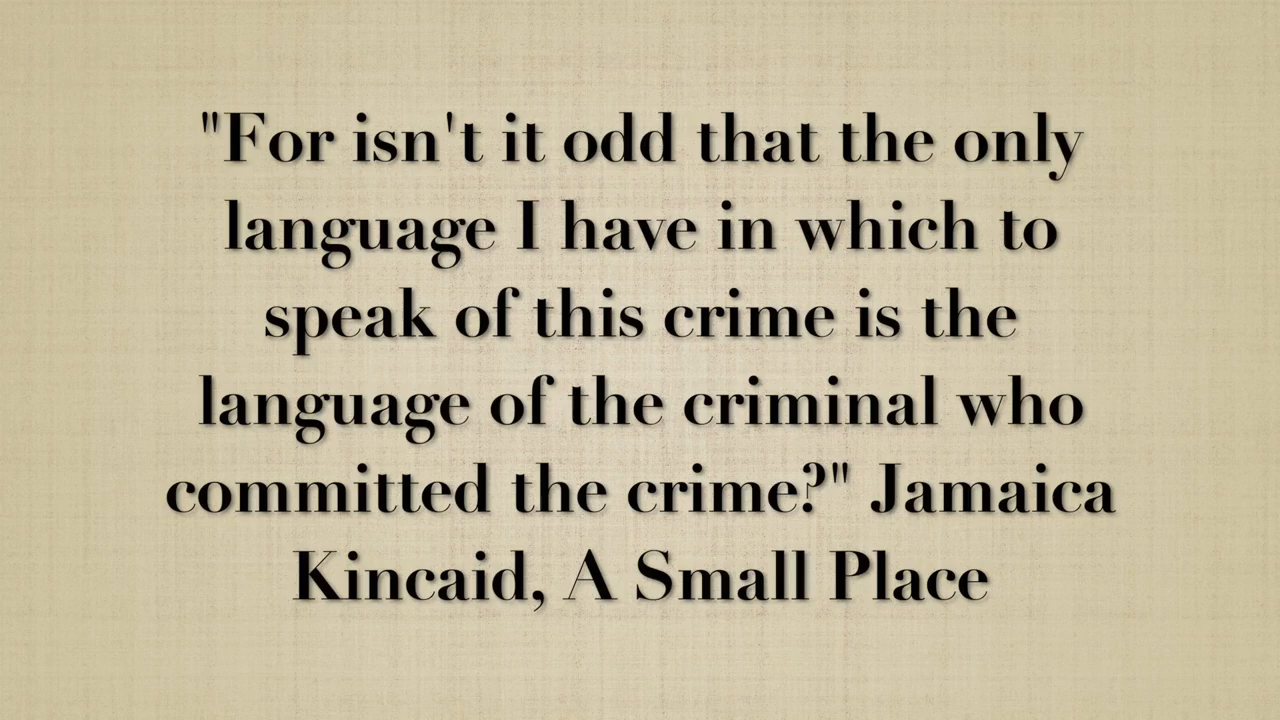 "For isn't it odd that the only
language I have in which to
speak of this crime is the
language of the criminal who
committed the crime?" Jamaica
Kincaid, A Small Place